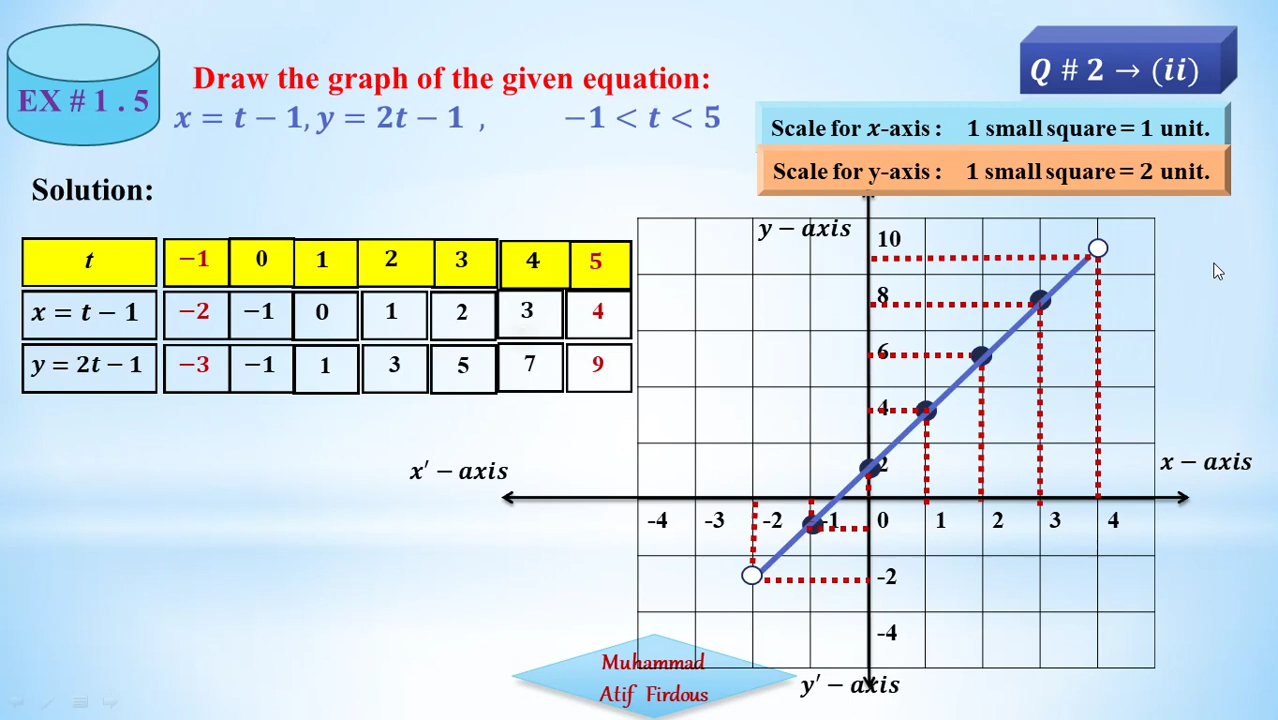 EX # 1 . 5
Draw the graph of the given equation:
x = t − 1, y = 2t − 1 , −1 < t < 5
Q # 2 → (ii)
Scale for x-axis : 1 small square = 1 unit.
Scale for y-axis : 1 small square = 2 unit.
Solution:
t −1 0 1 2 3 4 5
x = t − 1 −2 −1 0 1 2 3 4
y = 2t − 1 −3 −1 1 3 5 7 9
y − axis
10
8
6
4
2
x′ − axis
x − axis
-4 -3 -2 -1 0 1 2 3 4
-2
-4
y′ − axis
Muhammad
Atif Firdous